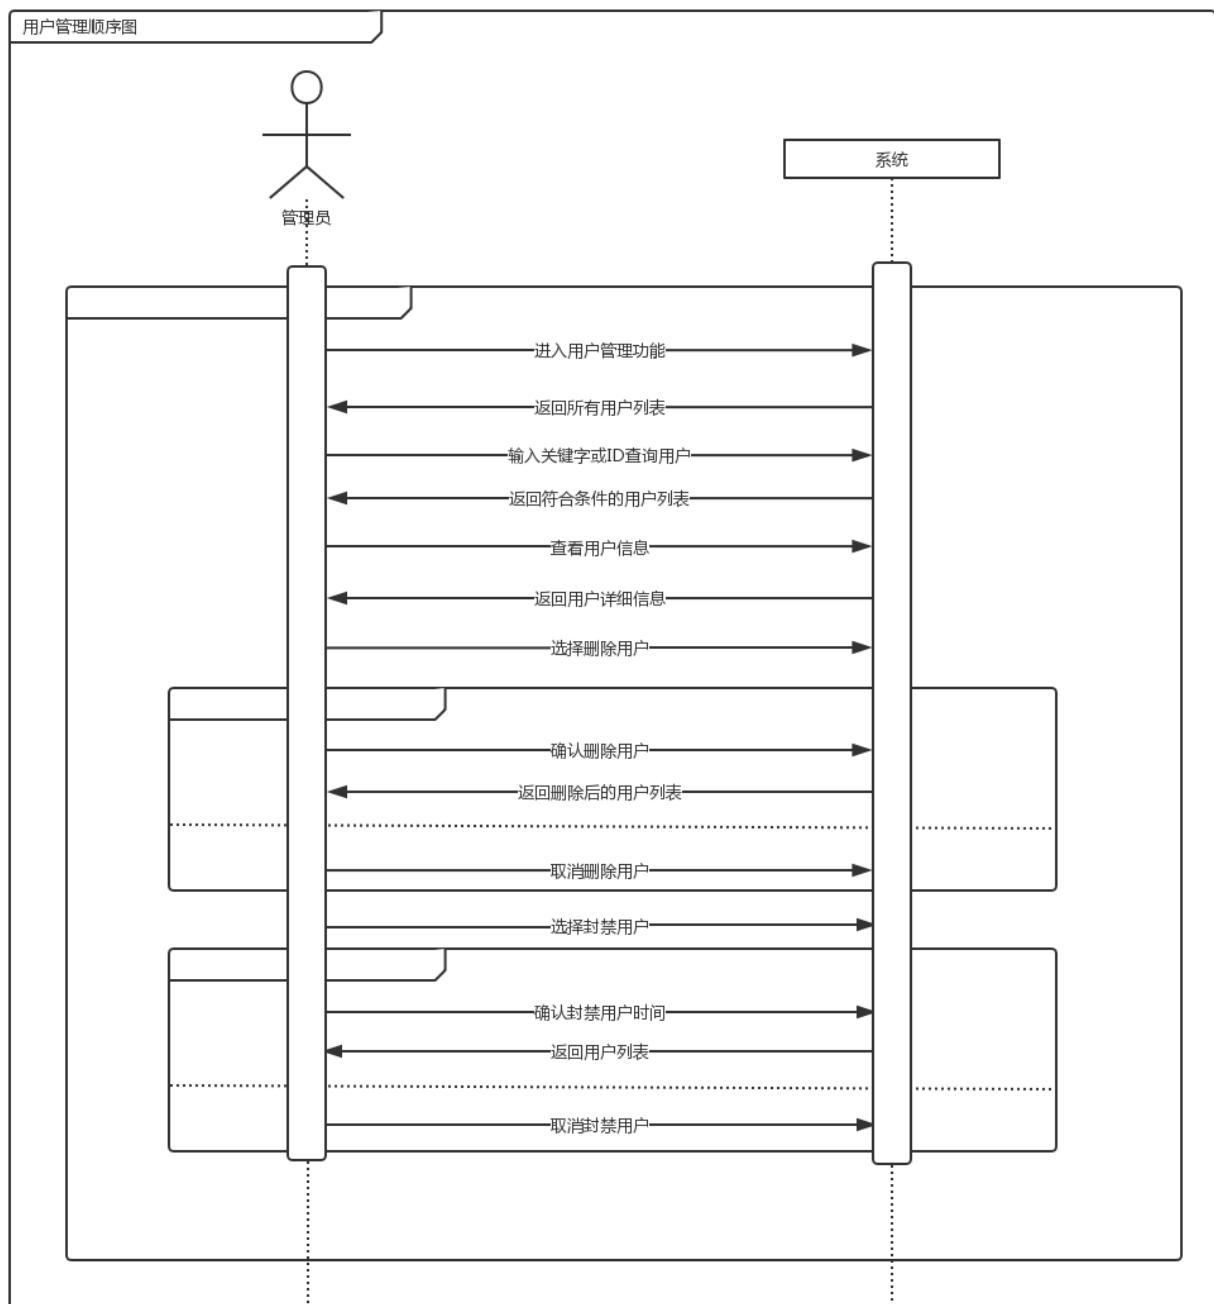 用户管理顺序图
系统
管理员
进入用户管理功能
返回所有用户列表
输入关键字或ID查询用户
返回符合条件的用户列表
查看用户信息
返回用户详细信息
选择删除用户
确认删除用户
返回删除后的用户列表
取消删除用户
选择封禁用户
确认封禁用户时间
返回用户列表
取消封禁用户